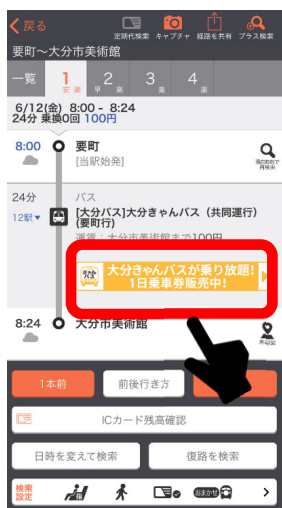 戻る
定期代検索 キャプチャ 経路を共有 プラス検索
要町〜大分市美術館
一覧 1 安 楽 2 早 楽 3 楽 4 楽
6/12(金) 8:00 - 8:24
24分 乗換0回 100円
8:00 要町
[当駅始発]
24分 バス
12駅▼ [大分バス]大分きゃんバス（共同運行）
(要町行)
運賃：大分市美術館まで100円
大分きゃんバスが乗り放題!
1日乗車券販売中!
8:24 大分市美術館
周辺図
1本前 前後行き方
ICカード残高確認
日時を変えて検索 復路を検索
検索
設定 おまかせ